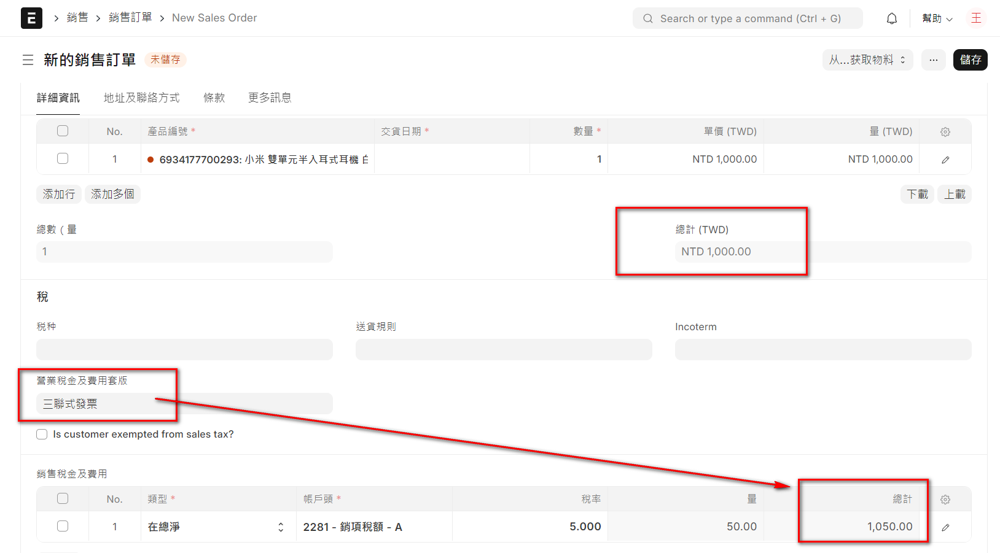 E
銷售
銷售訂單
New Sales Order
Search or type a command (Ctrl + G)
幫助
王
新的銷售訂單
未儲存
从...获取物料
...
儲存
詳細資訊
地址及聯絡方式
條款
更多訊息
No.
產品編號 *
交貨日期 *
數量 *
單價 (TWD)
量 (TWD)
1
6934177700293: 小米 雙單元半入耳式耳機 白
1
NTD 1,000.00
NTD 1,000.00
添加行
添加多個
下載
上載
總數 ( 量
總計 (TWD)
1
NTD 1,000.00
稅
税种
送貨規則
Incoterm
營業稅金及費用套版
三聯式發票
Is customer exempted from sales tax?
銷售稅金及費用
No.
類型 *
帳戶頭 *
稅率
量
總計
1
在總淨
2281 - 銷項稅額 - A
5.000
50.00
1,050.00